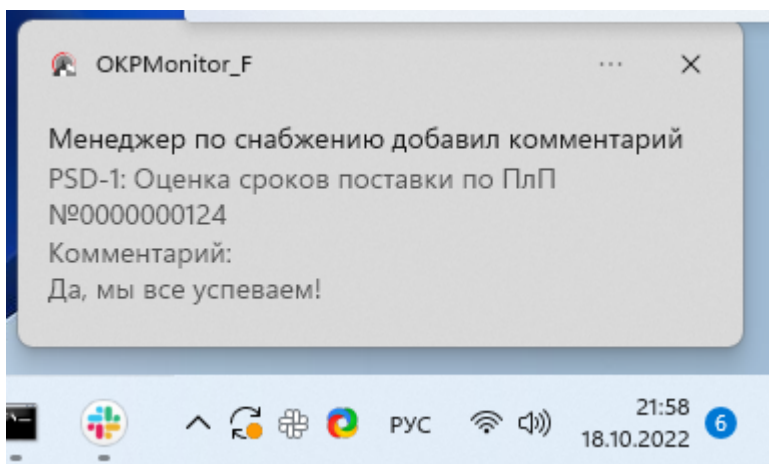 OKPMonitor_F
Менеджер по снабжению добавил комментарий
PSD-1: Оценка сроков поставки по ПлП
№0000000124
Комментарий:
Да, мы все успеваем!
РУС
21:58
18.10.2022
6